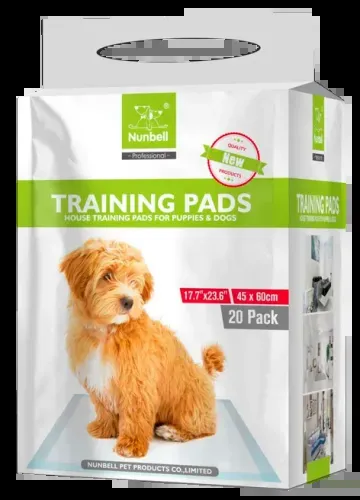 Nunbell
Professional
QUALITY
New
PRODUCTS
TRAINING PADS
HOUSE TRAINING PADS FOR PUPPIES & DOGS
17.7"x23.6"
45 x 60cm
20 Pack
NUNBELL PET PRODUCTS CO.,LIMITED
TRAINING PADS